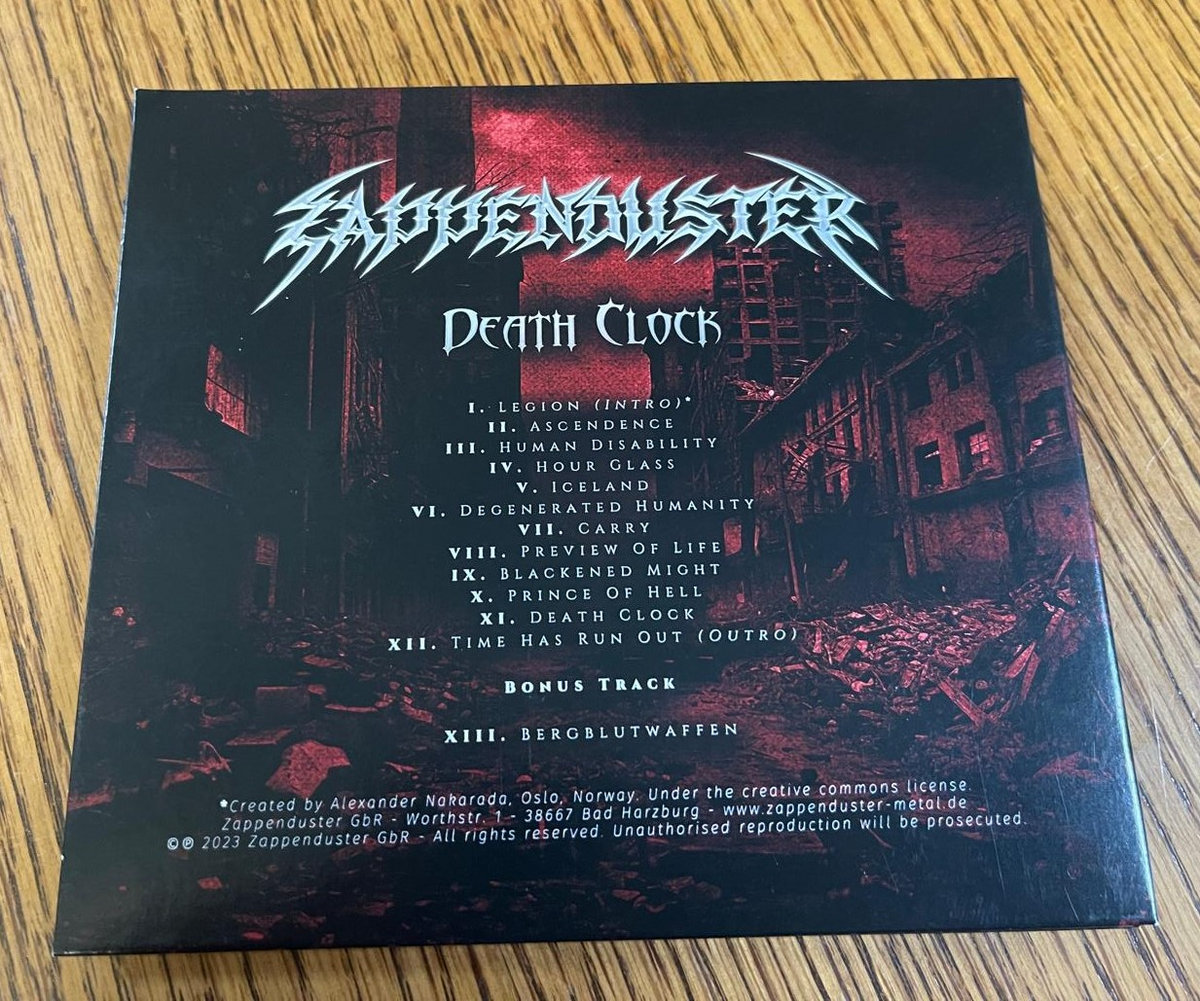 ZAPPENDUSTER
DEATH CLOCK
I. LEGION (INTRO)*
II. ASCENDENCE
III. HUMAN DISABILITY
IV. HOUR GLASS
V. ICELAND
VI. DEGENERATED HUMANITY
VII. CARRY
VIII. PREVIEW OF LIFE
IX. BLACKENED MIGHT
X. PRINCE OF HELL
XI. DEATH CLOCK
XII. TIME HAS RUN OUT (OUTRO)
BONUS TRACK
XIII. BERGBLUTWAFFEN
*Created by Alexander Nakarada, Oslo, Norway. Under the creative commons license.
Zappenduster GbR - Worthstr. 1 - 38667 Bad Harzburg - www.zappenduster-metal.de
©℗ 2023 Zappenduster GbR - All rights reserved. Unauthorised reproduction will be prosecuted.